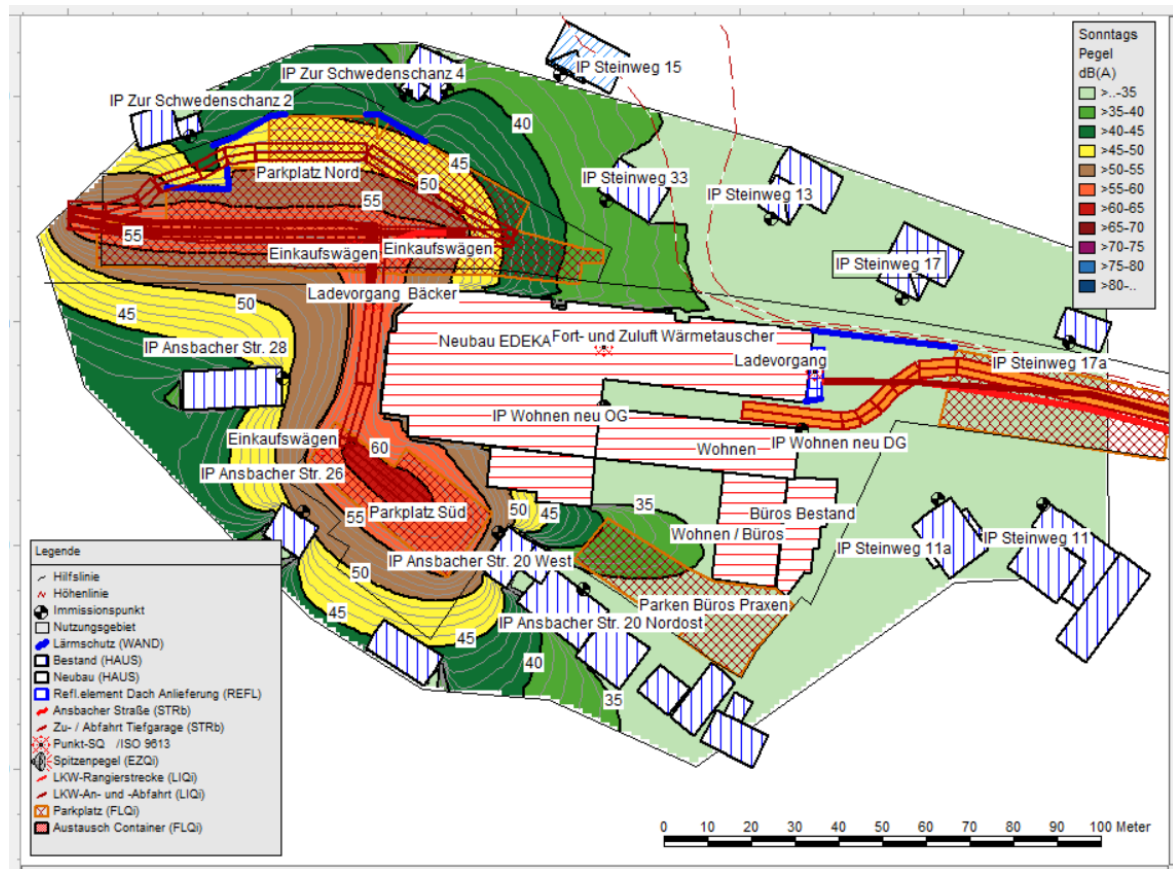 Sonntags
Pegel
dB(A)
>..-35
>35-40
>40-45
>45-50
>50-55
>55-60
>60-65
>65-70
>70-75
>75-80
>80-..
IP Steinweg 15
IP Zur Schwedenschanz 4
IP Zur Schwedenschanz 2
40
45
Parkplatz Nord
50
IP Steinweg 33
IP Steinweg 13
55
55
Einkaufswägen
Einkaufswägen
IP Steinweg 17
Ladevorgang Bäcker
50
45
Neubau EDEKA
Fort- und Zuluft Wärmetauscher
IP Ansbacher Str. 28
Ladevorgang
IP Steinweg 17a
IP Wohnen neu OG
Einkaufswägen
60
Wohnen
IP Wohnen neu DG
IP Ansbacher Str. 26
55
Parkplatz Süd
50
35
Büros Bestand
Wohnen / Büros
IP Steinweg 11a
IP Steinweg 11
IP Ansbacher Str. 20 West
50
45
Parken Büros Praxen
IP Ansbacher Str. 20 Nordost
45
40
35
Legende
Hilfslinie
Höhenlinie
Immissionspunkt
Nutzungsgebiet
Lärmschutz (WAND)
Bestand (HAUS)
Neubau (HAUS)
Refl.element Dach Anlieferung (REFL)
Ansbacher Straße (STRb)
Zu- / Abfahrt Tiefgarage (STRb)
Punkt-SQ /ISO 9613
Spitzenpegel (EZQi)
LKW-Rangierstrecke (LIQi)
LKW-An- und -Abfahrt (LIQi)
Parkplatz (FLQi)
Austausch Container (FLQi)
0 10 20 30 40 50 60 70 80 90 100 Meter